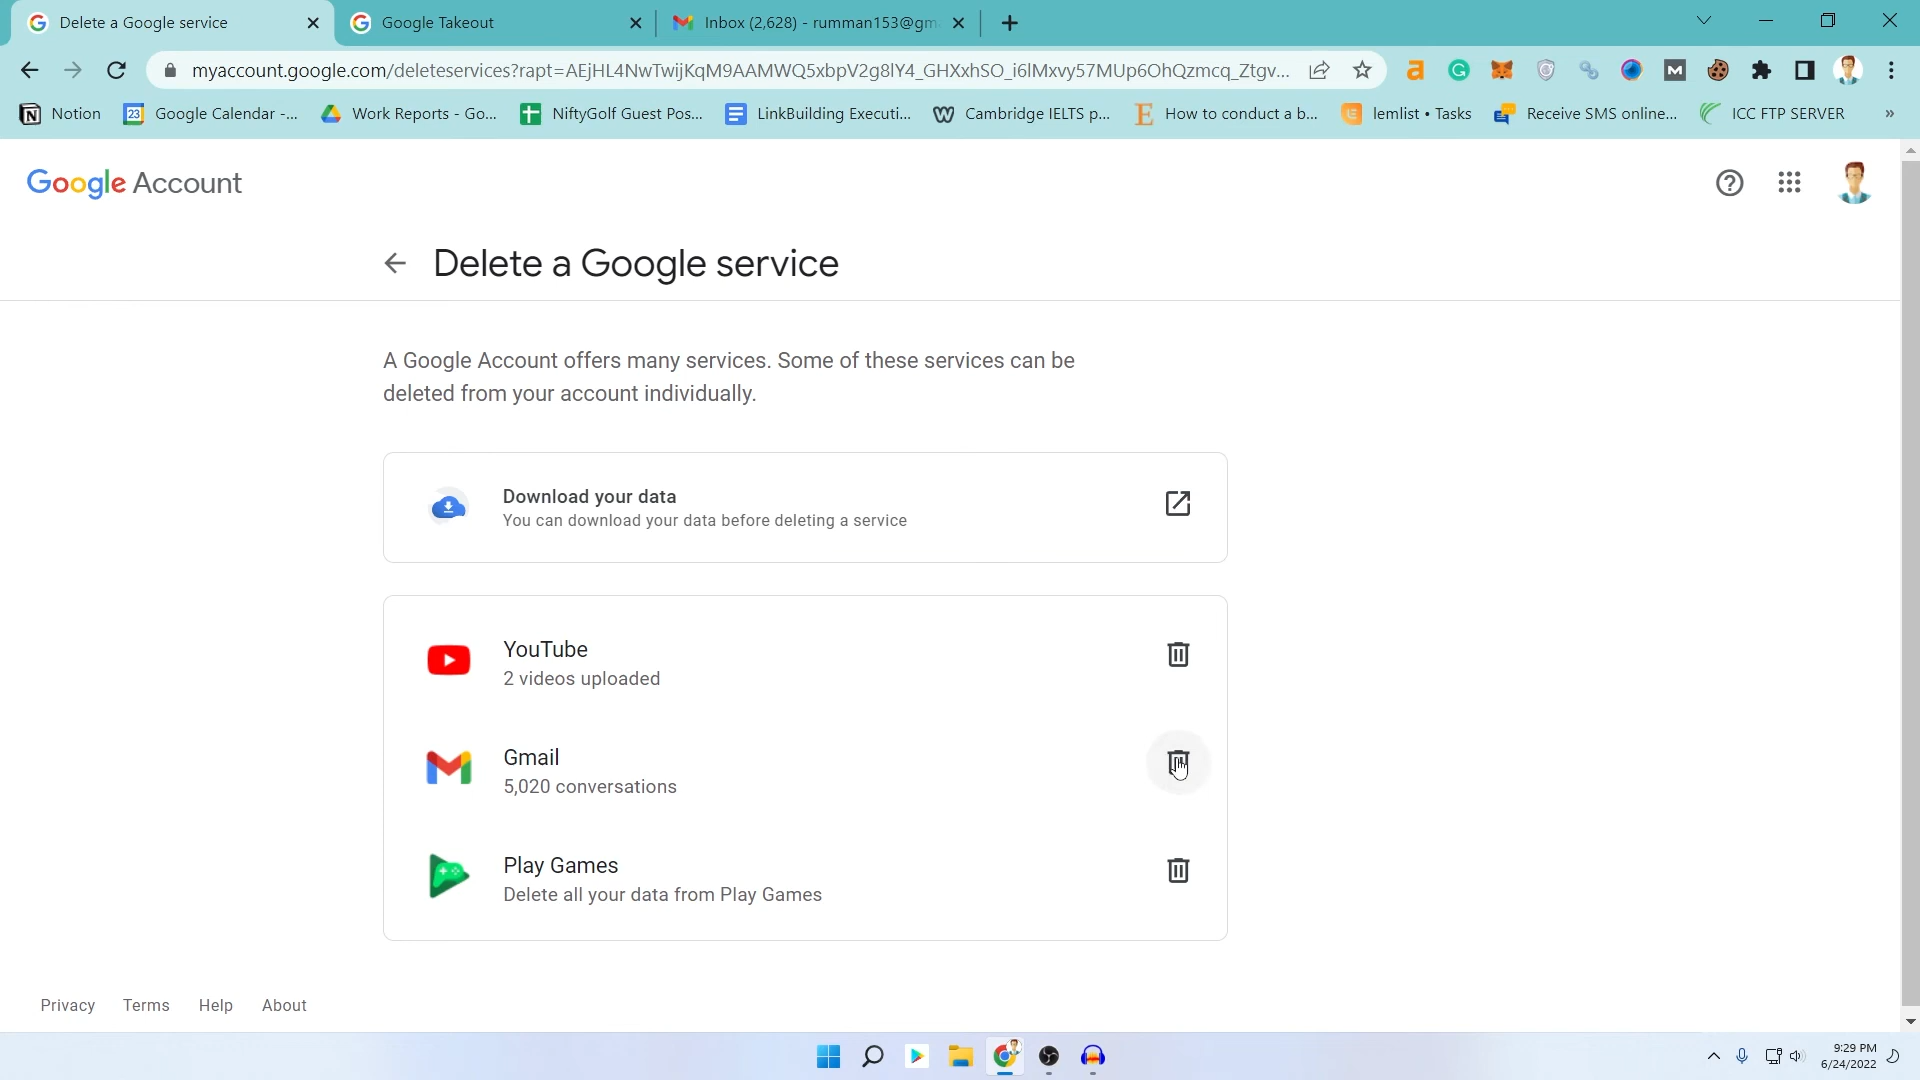 Delete a Google service
Google Takeout
Inbox (2,628) - rumman153@gm
myaccount.google.com/deleteservices?rapt=
Notion
Google Calendar -...
Work Reports - Go...
NiftyGolf Guest Pos...
LinkBuilding Executi...
Cambridge IELTS p...
How to conduct a b...
lemlist • Tasks
Receive SMS online...
ICC FTP SERVER
»
Google Account
Delete a Google service
A Google Account offers many services. Some of these services can be
deleted from your account individually.
Download your data
You can download your data before deleting a service
YouTube
2 videos uploaded
Gmail
5,020 conversations
Play Games
Delete all your data from Play Games
Privacy Terms Help About
9:29 PM
6/24/2022